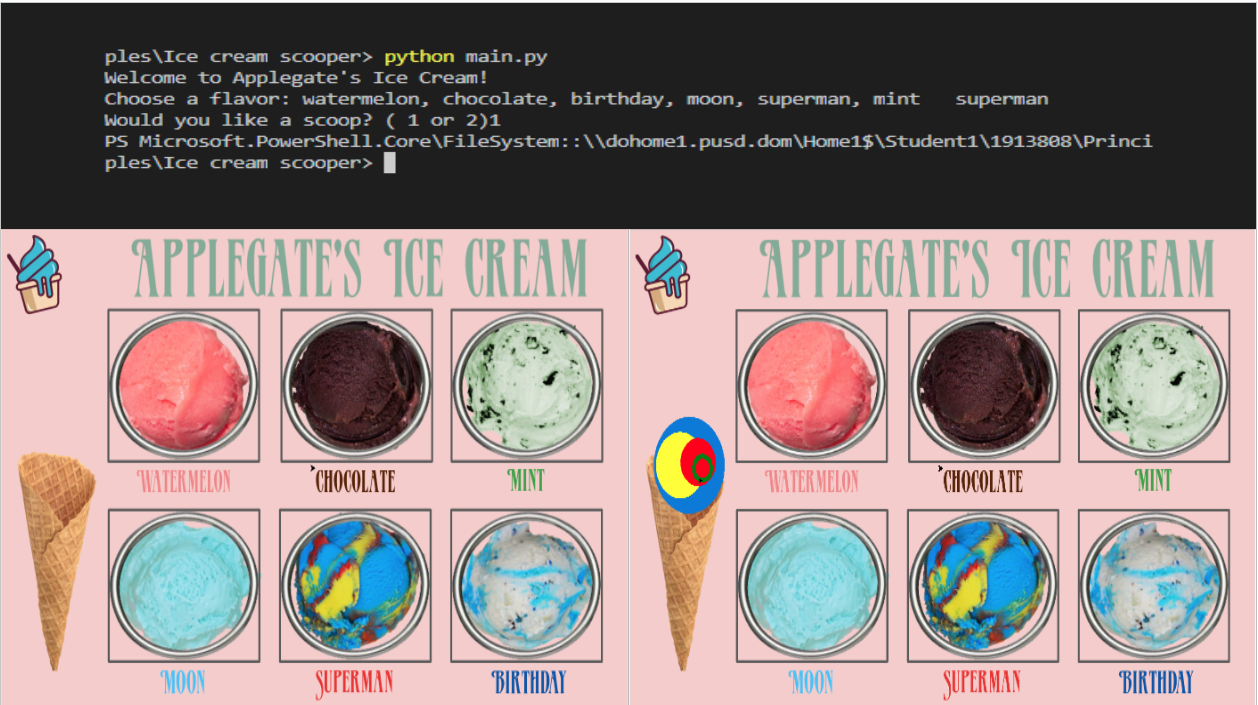 ples\Ice cream scooper> python main.py
Welcome to Applegate's Ice Cream!
Choose a flavor: watermelon, chocolate, birthday, moon, superman, mint   superman
Would you like a scoop? ( 1 or 2)1
PS Microsoft.PowerShell.Core\FileSystem::\\dohome1.pusd.dom\Home1$\Student1\1913808\Princi
ples\Ice cream scooper>
APPLEGATE'S ICE CREAM
WATERMELON
CHOCOLATE
MINT
MOON
SUPERMAN
BIRTHDAY
APPLEGATE'S ICE CREAM
WATERMELON
CHOCOLATE
MINT
MOON
SUPERMAN
BIRTHDAY